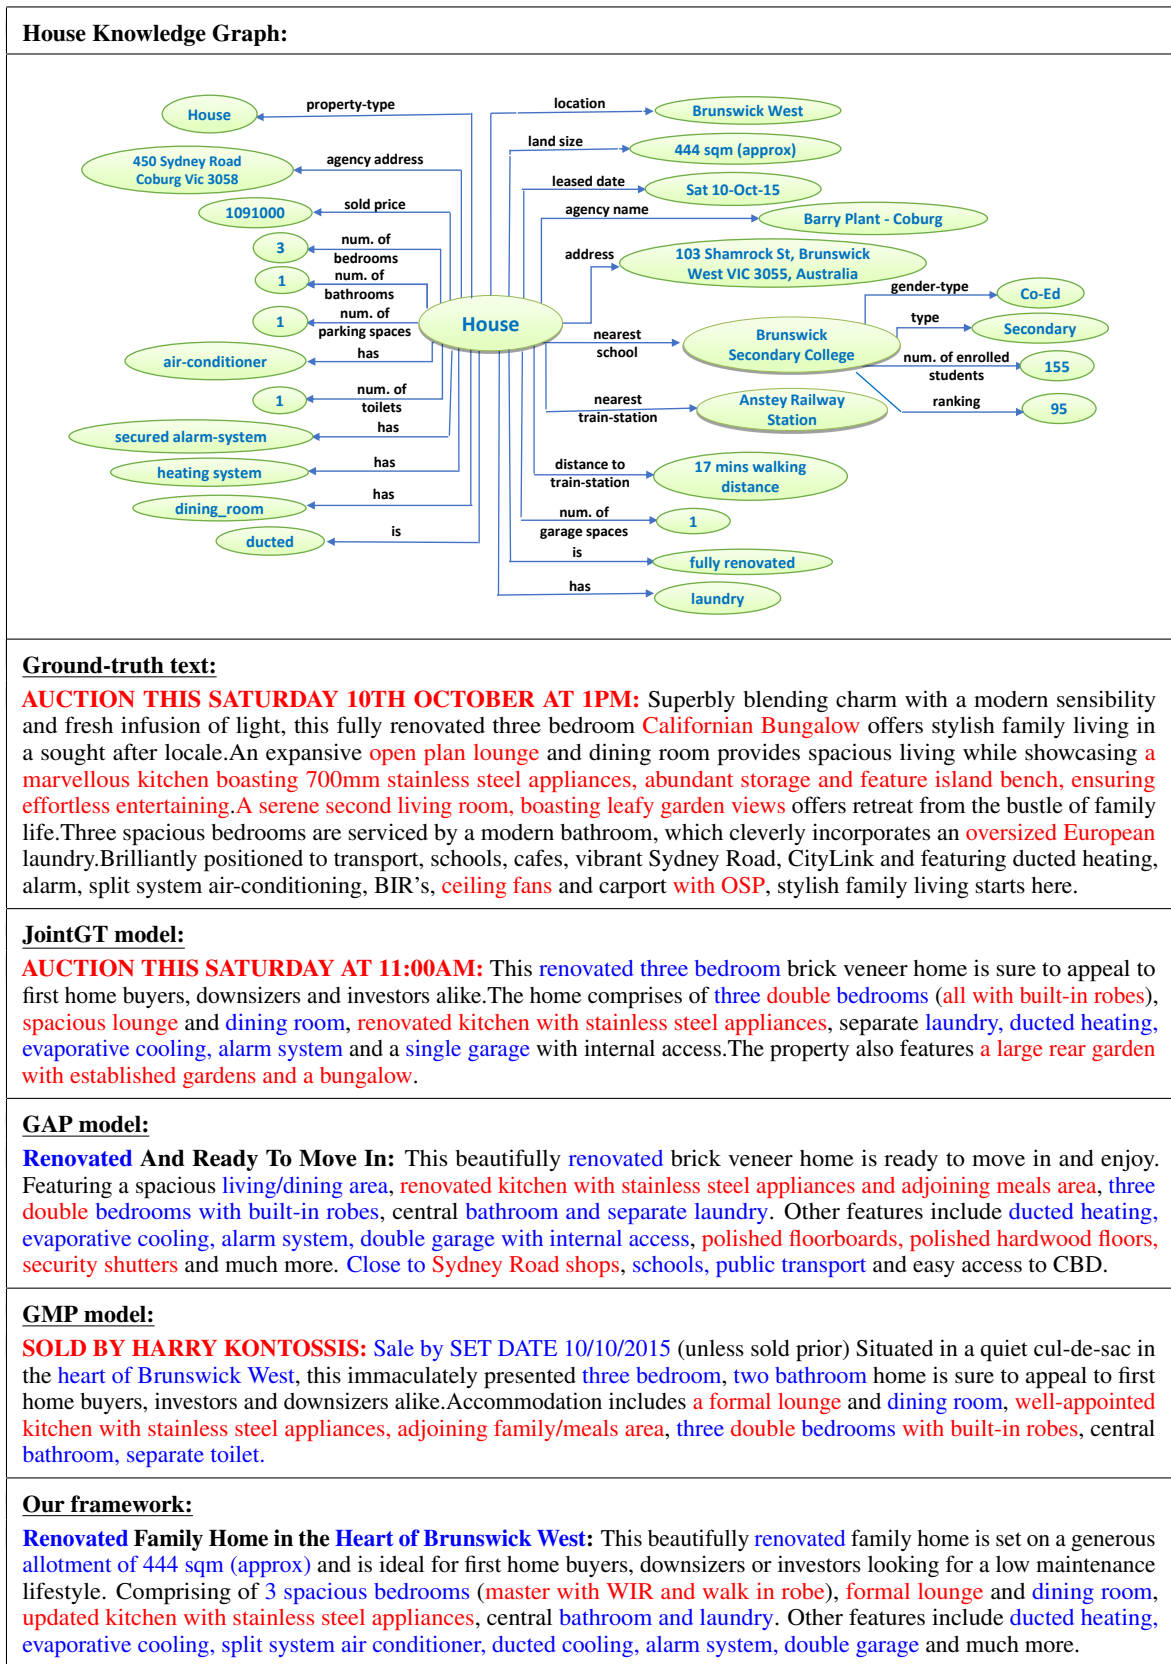 House Knowledge Graph:
House
property-type
location
Brunswick West
450 Sydney Road
Coburg Vic 3058
agency address
land size
444 sqm (approx)
1091000
sold price
leased date
Sat 10-Oct-15
agency name
Barry Plant - Coburg
3
num. of
bedrooms
address
103 Shamrock St, Brunswick
West VIC 3055, Australia
1
num. of
bathrooms
1
num. of
parking spaces
House
nearest
school
Brunswick
Secondary College
gender-type
Co-Ed
type
Secondary
num. of enrolled
students
155
ranking
95
air-conditioner
has
1
num. of
toilets
nearest
train-station
Anstey Railway
Station
secured alarm-system
has
heating system
has
distance to
train-station
17 mins walking
distance
dining_room
has
num. of
garage spaces
1
ducted
is
is
fully renovated
has
laundry
Ground-truth text:
AUCTION THIS SATURDAY 10TH OCTOBER AT 1PM: Superbly blending charm with a modern sensibility
and fresh infusion of light, this fully renovated three bedroom Californian Bungalow offers stylish family living in
a sought after locale.An expansive open plan lounge and dining room provides spacious living while showcasing a
marvellous kitchen boasting 700mm stainless steel appliances, abundant storage and feature island bench, ensuring
effortless entertaining.A serene second living room, boasting leafy garden views offers retreat from the bustle of family
life.Three spacious bedrooms are serviced by a modern bathroom, which cleverly incorporates an oversized European
laundry.Brilliantly positioned to transport, schools, cafes, vibrant Sydney Road, CityLink and featuring ducted heating,
alarm, split system air-conditioning, BIR's, ceiling fans and carport with OSP, stylish family living starts here.
JointGT model:
AUCTION THIS SATURDAY AT 11:00AM: This renovated three bedroom brick veneer home is sure to appeal to
first home buyers, downsizers and investors alike.The home comprises of three double bedrooms (all with built-in robes),
spacious lounge and dining room, renovated kitchen with stainless steel appliances, separate laundry, ducted heating,
evaporative cooling, alarm system and a single garage with internal access.The property also features a large rear garden
with established gardens and a bungalow.
GAP model:
Renovated And Ready To Move In: This beautifully renovated brick veneer home is ready to move in and enjoy.
Featuring a spacious living/dining area, renovated kitchen with stainless steel appliances and adjoining meals area, three
double bedrooms with built-in robes, central bathroom and separate laundry. Other features include ducted heating,
evaporative cooling, alarm system, double garage with internal access, polished floorboards, polished hardwood floors,
security shutters and much more. Close to Sydney Road shops, schools, public transport and easy access to CBD.
GMP model:
SOLD BY HARRY KONTOSSIS: Sale by SET DATE 10/10/2015 (unless sold prior) Situated in a quiet cul-de-sac in
the heart of Brunswick West, this immaculately presented three bedroom, two bathroom home is sure to appeal to first
home buyers, investors and downsizers alike.Accommodation includes a formal lounge and dining room, well-appointed
kitchen with stainless steel appliances, adjoining family/meals area, three double bedrooms with built-in robes, central
bathroom, separate toilet.
Our framework:
Renovated Family Home in the Heart of Brunswick West: This beautifully renovated family home is set on a generous
allotment of 444 sqm (approx) and is ideal for first home buyers, downsizers or investors looking for a low maintenance
lifestyle. Comprising of 3 spacious bedrooms (master with WIR and walk in robe), formal lounge and dining room,
updated kitchen with stainless steel appliances, central bathroom and laundry. Other features include ducted heating,
evaporative cooling, split system air conditioner, ducted cooling, alarm system, double garage and much more.